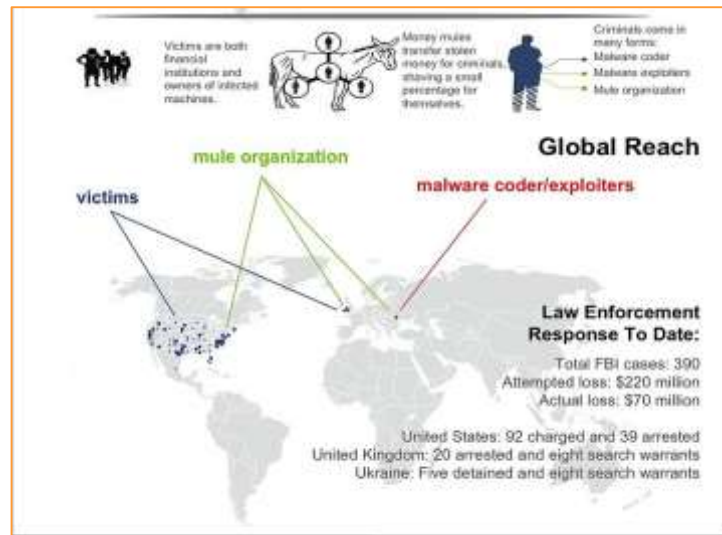 Victims are both
financial
institutions and
owners of infected
machines.
Money mules
transfer stolen
money for criminals,
shaving a small
percentage for
themselves.
Criminals come in
many forms:
Malware coder
Malware exploiters
Mule organization
Global Reach
mule organization
malware coder/exploiters
victims
Law Enforcement
Response To Date:
Total FBI cases: 390
Attempted loss: $220 million
Actual loss: $70 million
United States: 92 charged and 39 arrested
United Kingdom: 20 arrested and eight search warrants
Ukraine: Five detained and eight search warrants